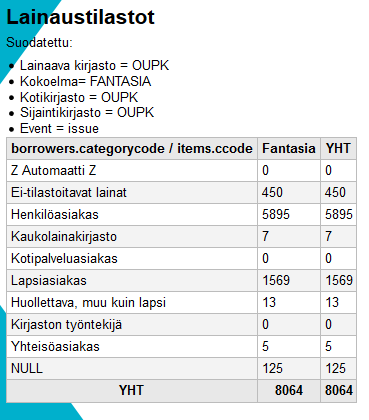 Lainaustilastot
Suodatettu:
• Lainaava kirjasto = OUPK
• Kokoelma= FANTASIA
• Kotikirjasto = OUPK
• Sijaintikirjasto = OUPK
• Event = issue
borrowers.categorycode / items.ccode Fantasia YHT
Z Automaatti Z 0 0
Ei-tilastoitavat lainat 450 450
Henkilöasiakas 5895 5895
Kaukolainakirjasto 7 7
Kotipalveluasiakas 0 0
Lapsiasiakas 1569 1569
Huollettava, muu kuin lapsi 13 13
Kirjaston työntekijä 0 0
Yhteisöasiakas 5 5
NULL 125 125
YHT 8064 8064